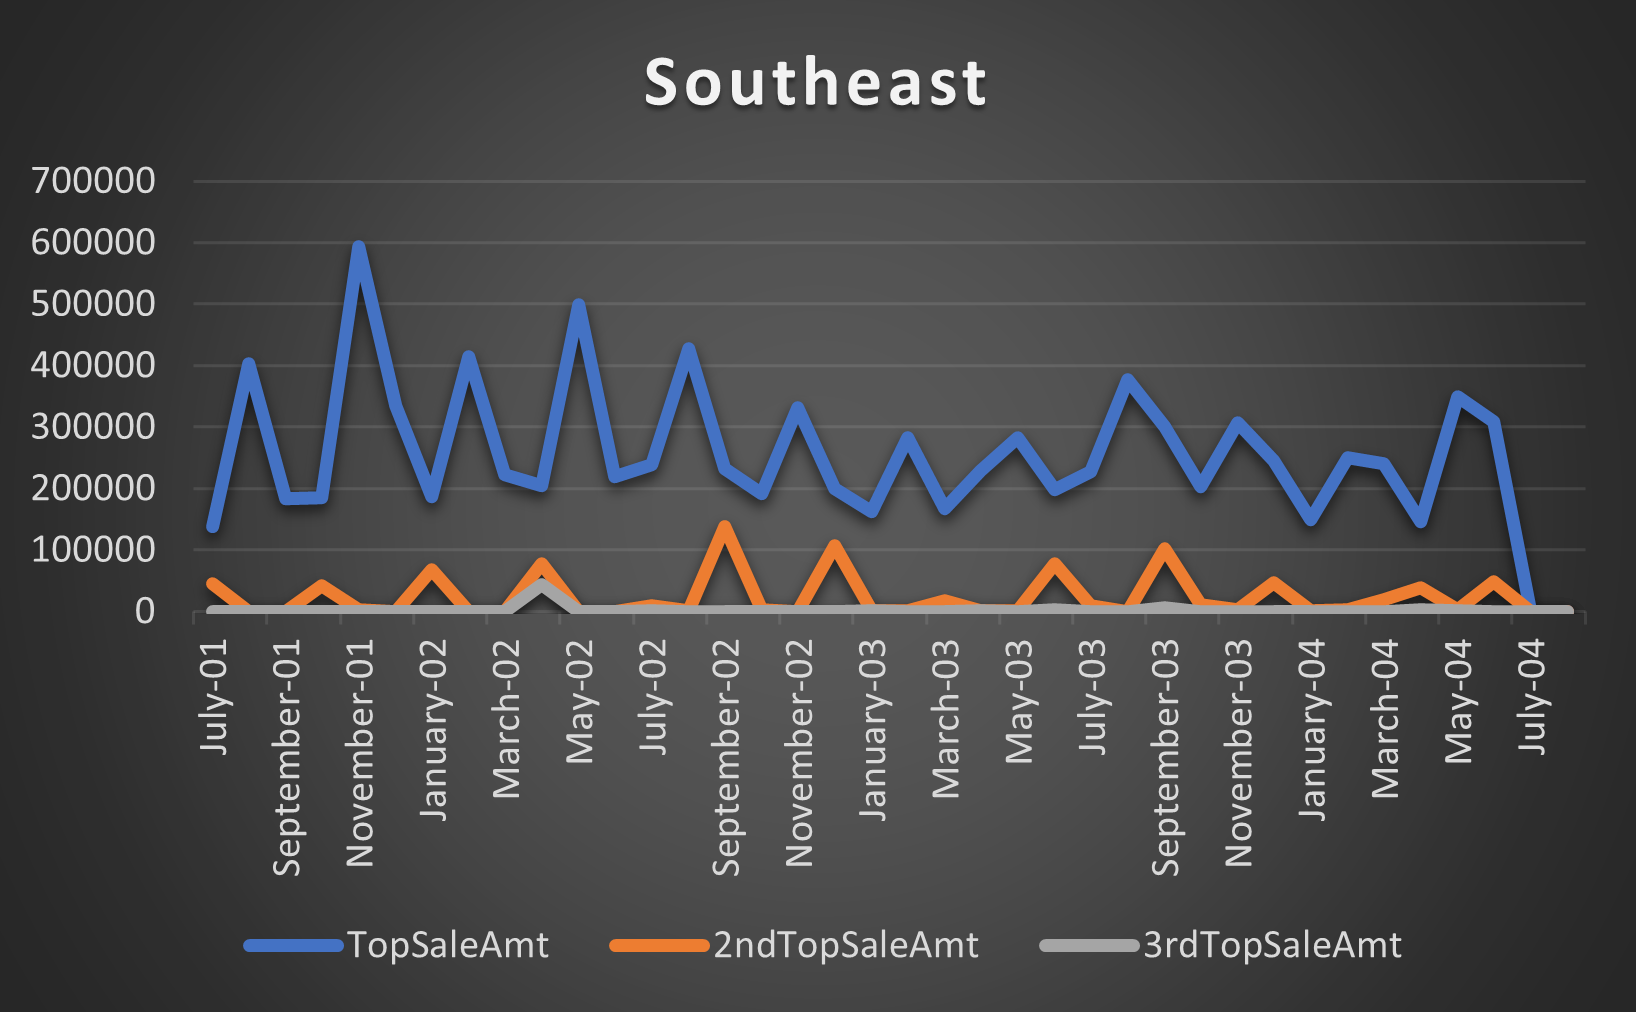 Southeast
700000
600000
500000
400000
300000
200000
100000
0
July-01
September-01
November-01
January-02
March-02
May-02
July-02
September-02
November-02
January-03
March-03
May-03
July-03
September-03
November-03
January-04
March-04
May-04
July-04
TopSaleAmt 2ndTopSaleAmt 3rdTopSaleAmt